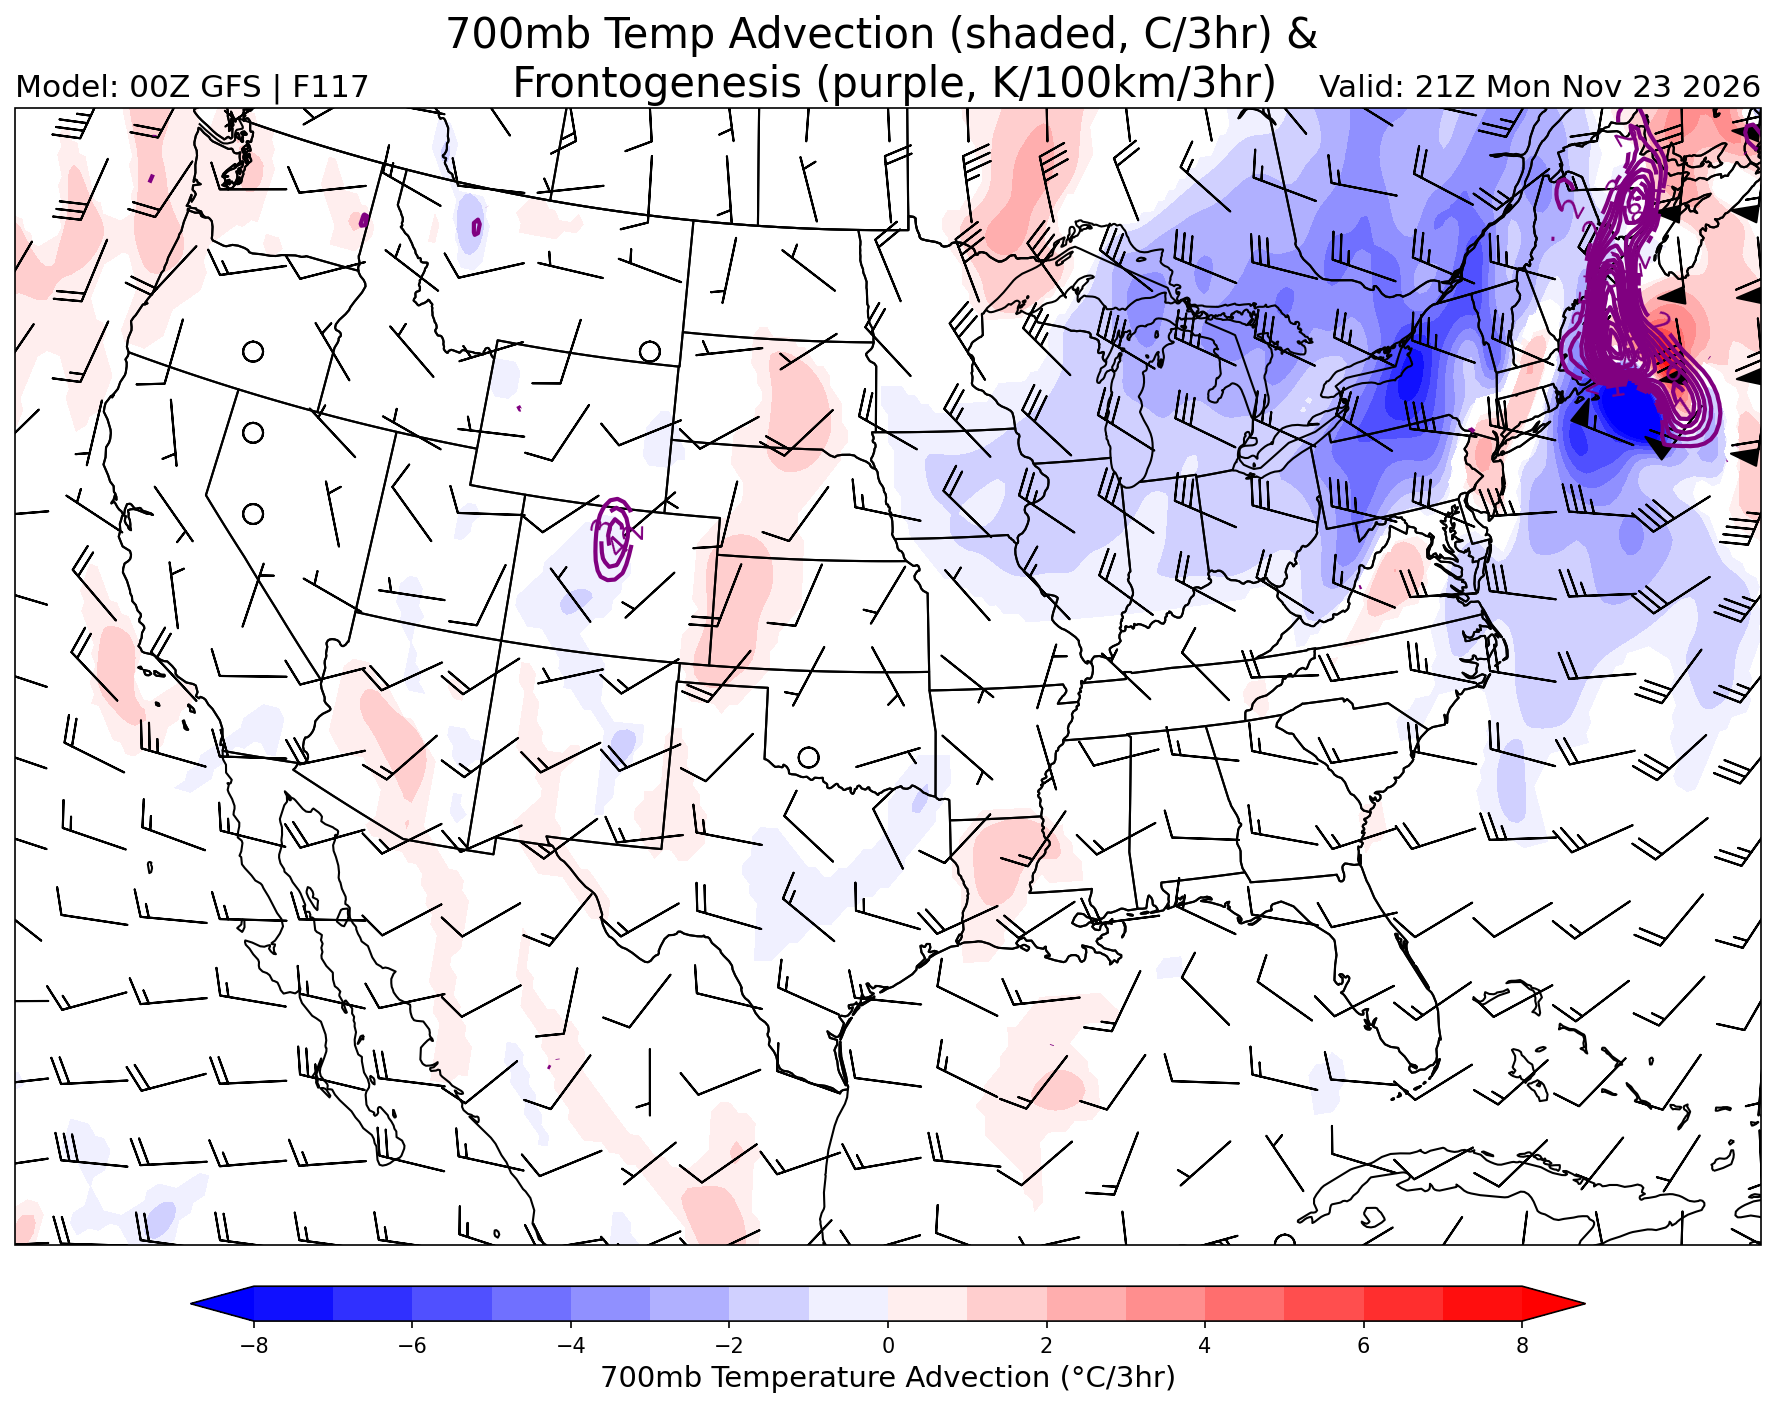 700mb Temp Advection (shaded, C/3hr) &
Model: 00Z GFS | F117
Frontogenesis (purple, K/100km/3hr)
Valid: 21Z Mon Nov 23 2026
−8 −6 −4 −2 0 2 4 6 8
700mb Temperature Advection (°C/3hr)